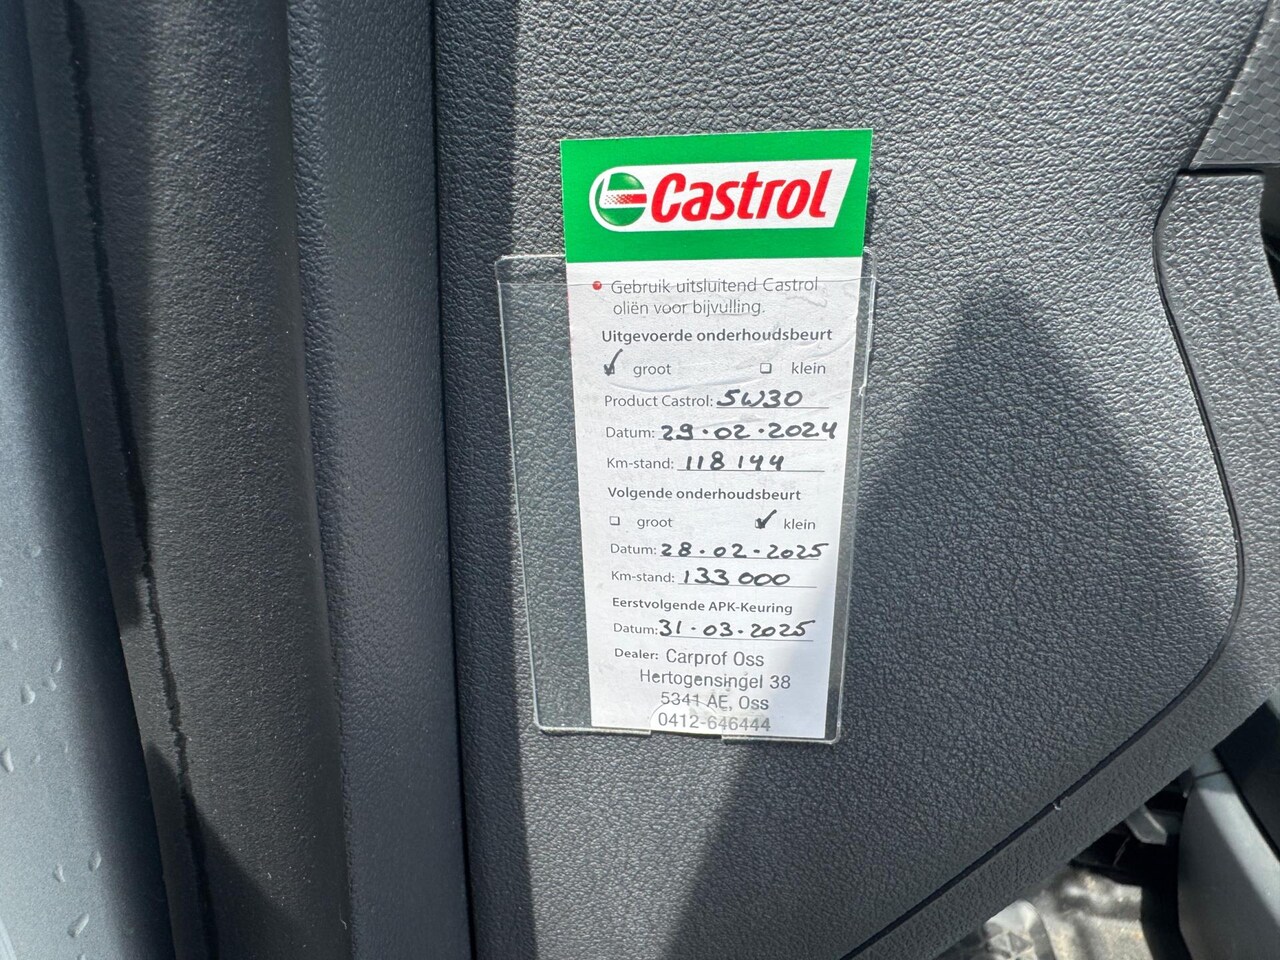 Castrol
Gebruik uitsluitend Castrol
oliën voor bijvulling.
Uitgevoerde onderhoudsbeurt
groot klein
Product Castrol: 5W30
Datum: 29.02.2024
Km-stand: 118 144
Volgende onderhoudsbeurt
groot klein
Datum: 28.02.2025
Km-stand: 133 000
Eerstvolgende APK-Keuring
Datum: 31.03.2025
Dealer: Carprof Oss
Hertogensingel 38
5341 AE, Oss
0412-646444